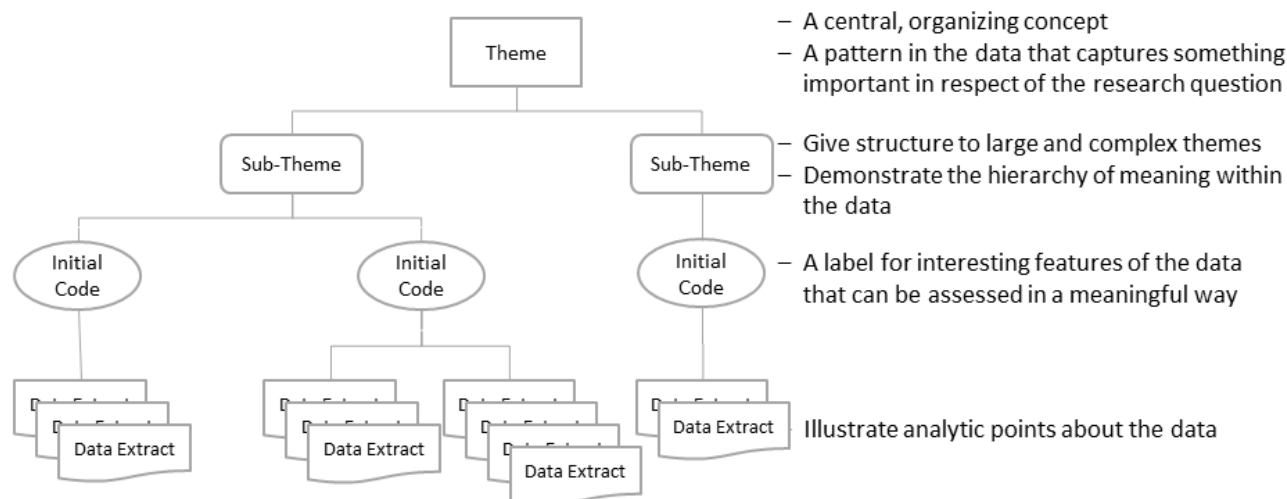 Theme
– A central, organizing concept
– A pattern in the data that captures something
important in respect of the research question
Sub-Theme
Sub-Theme
– Give structure to large and complex themes
– Demonstrate the hierarchy of meaning within
the data
Initial
Code
Initial
Code
Initial
Code
– A label for interesting features of the data
that can be assessed in a meaningful way
Data Extract
Data Extract
Data Extract
Data Extract
– Illustrate analytic points about the data